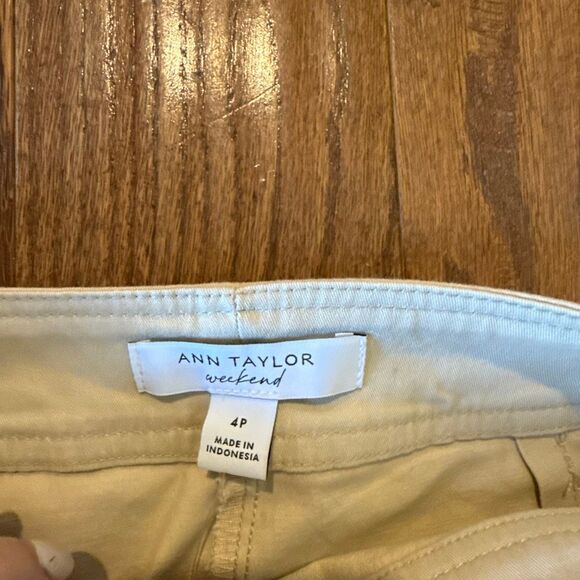 ANN TAYLOR
weekend
4P
MADE IN
INDONESIA